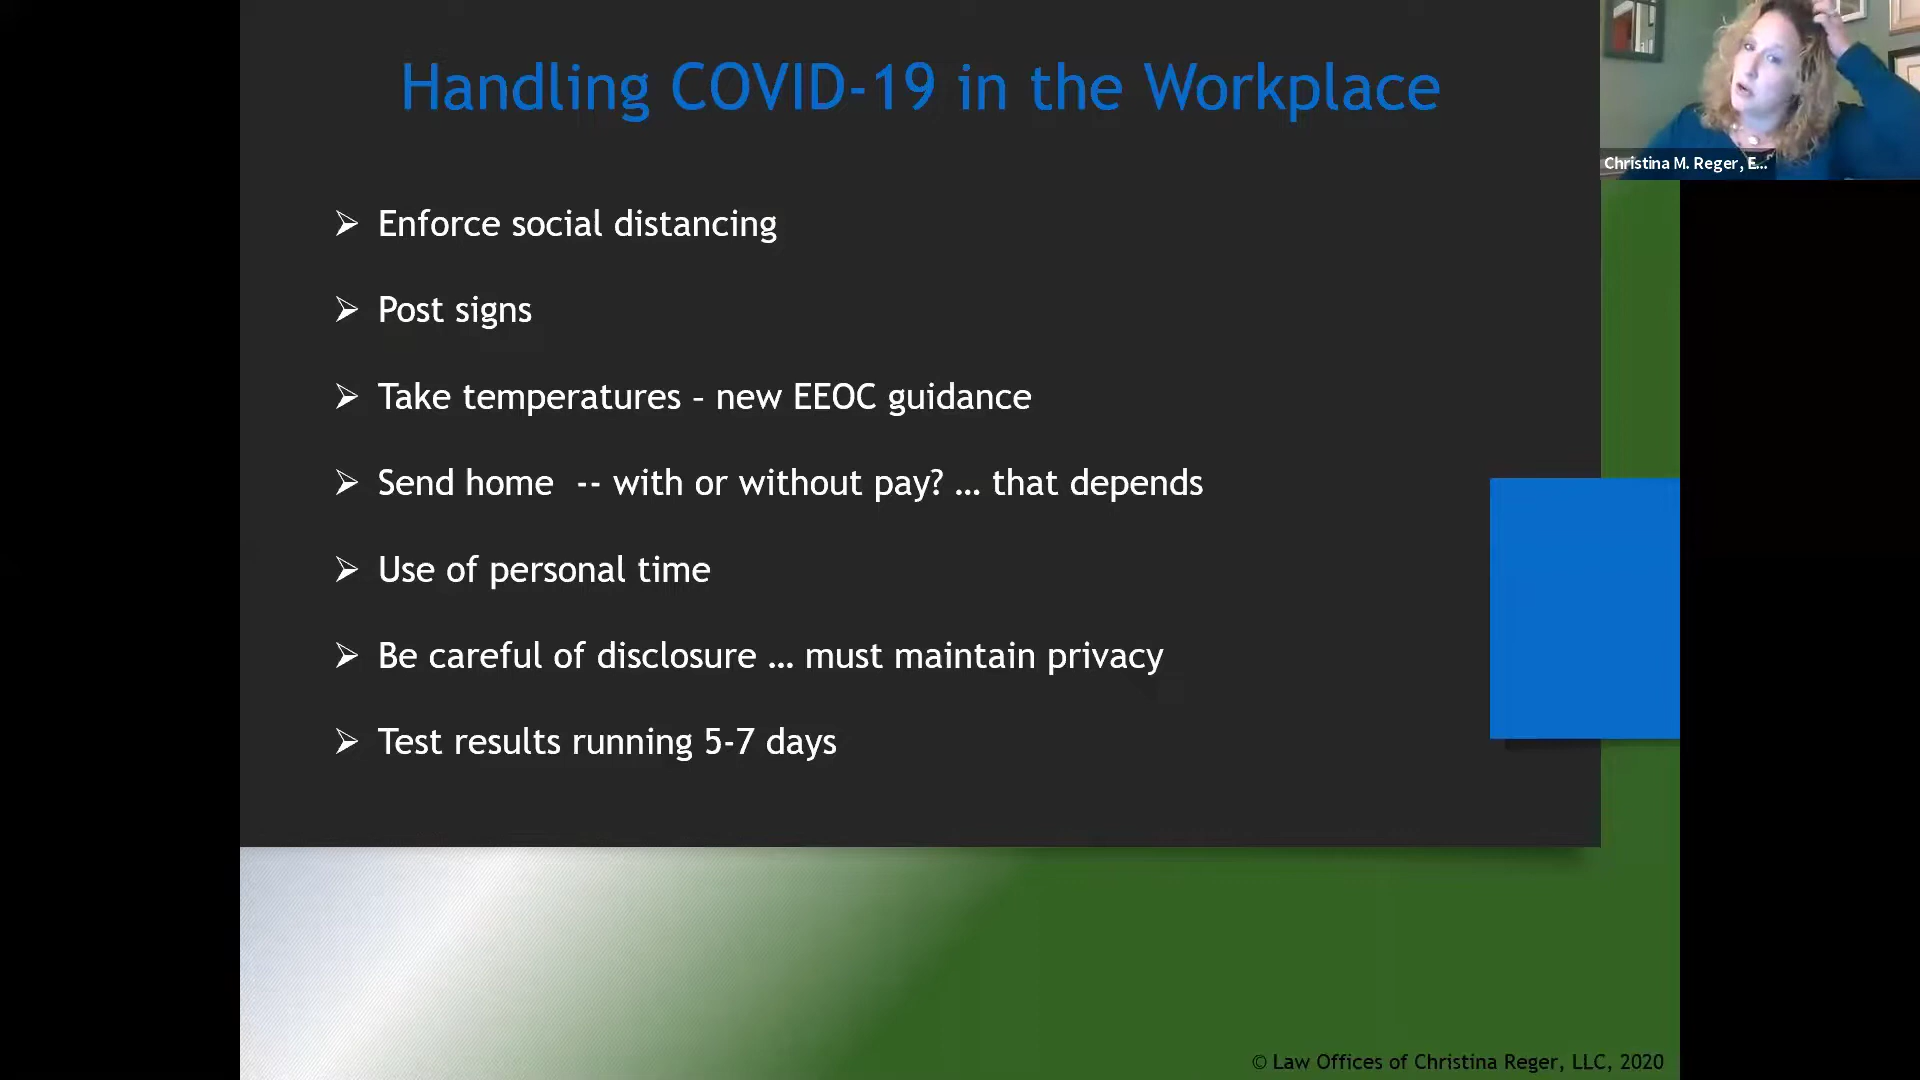 Handling COVID-19 in the Workplace
Christina M. Reger, E...
Enforce social distancing
Post signs
Take temperatures – new EEOC guidance
Send home -- with or without pay? … that depends
Use of personal time
Be careful of disclosure … must maintain privacy
Test results running 5-7 days
© Law Offices of Christina Reger, LLC, 2020